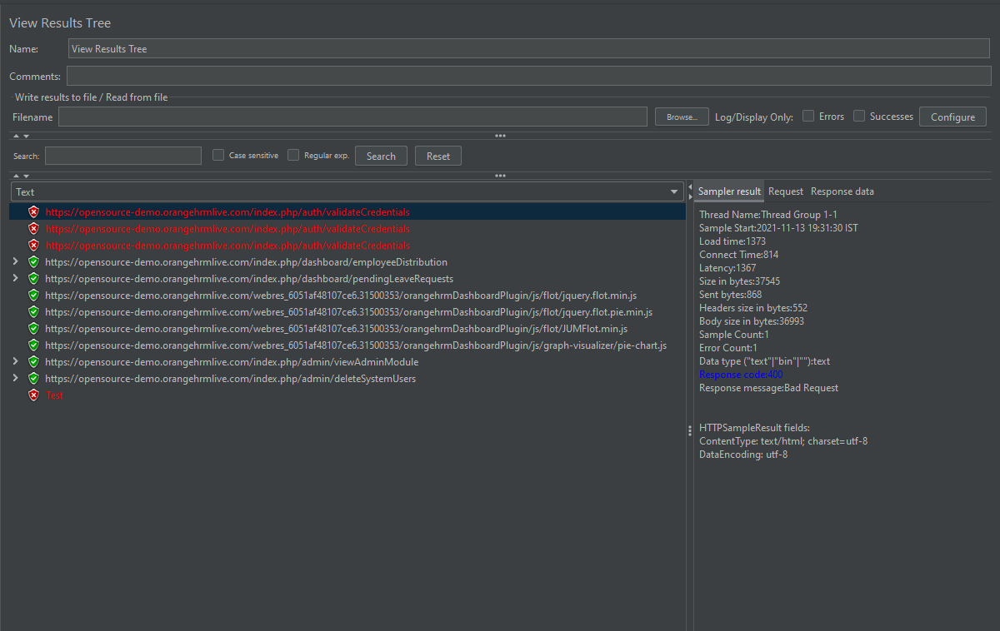 View Results Tree
Name: View Results Tree
Comments:
Write results to file / Read from file
Filename Browse... Log/Display Only: Errors Successes Configure
Search: Case sensitive Regular exp. Search Reset
Text
https://opensource-demo.orangehrmlive.com/index.php/auth/validateCredentials
https://opensource-demo.orangehrmlive.com/index.php/auth/validateCredentials
https://opensource-demo.orangehrmlive.com/index.php/auth/validateCredentials
https://opensource-demo.orangehrmlive.com/index.php/dashboard/employeeDistribution
https://opensource-demo.orangehrmlive.com/index.php/dashboard/pendingLeaveRequests
https://opensource-demo.orangehrmlive.com/webres_6051af48107ce6.31500353/orangehrmDashboardPlugin/js/flot/jquery.flot.min.js
https://opensource-demo.orangehrmlive.com/webres_6051af48107ce6.31500353/orangehrmDashboardPlugin/js/flot/jquery.flot.pie.min.js
https://opensource-demo.orangehrmlive.com/webres_6051af48107ce6.31500353/orangehrmDashboardPlugin/js/flot/JUMFlot.min.js
https://opensource-demo.orangehrmlive.com/webres_6051af48107ce6.31500353/orangehrmDashboardPlugin/js/graph-visualizer/pie-chart.js
https://opensource-demo.orangehrmlive.com/index.php/admin/viewAdminModule
https://opensource-demo.orangehrmlive.com/index.php/admin/deleteSystemUsers
Test
Sampler result Request Response data
Thread Name:Thread Group 1-1
Sample Start:2021-11-13 19:31:30 IST
Load time:1373
Connect Time:814
Latency:1367
Size in bytes:37545
Sent bytes:868
Headers size in bytes:552
Body size in bytes:36993
Sample Count:1
Error Count:1
Data type ("text"|"bin"|""):text
Response code:400
Response message:Bad Request
HTTPSampleResult fields:
ContentType: text/html; charset=utf-8
DataEncoding: utf-8